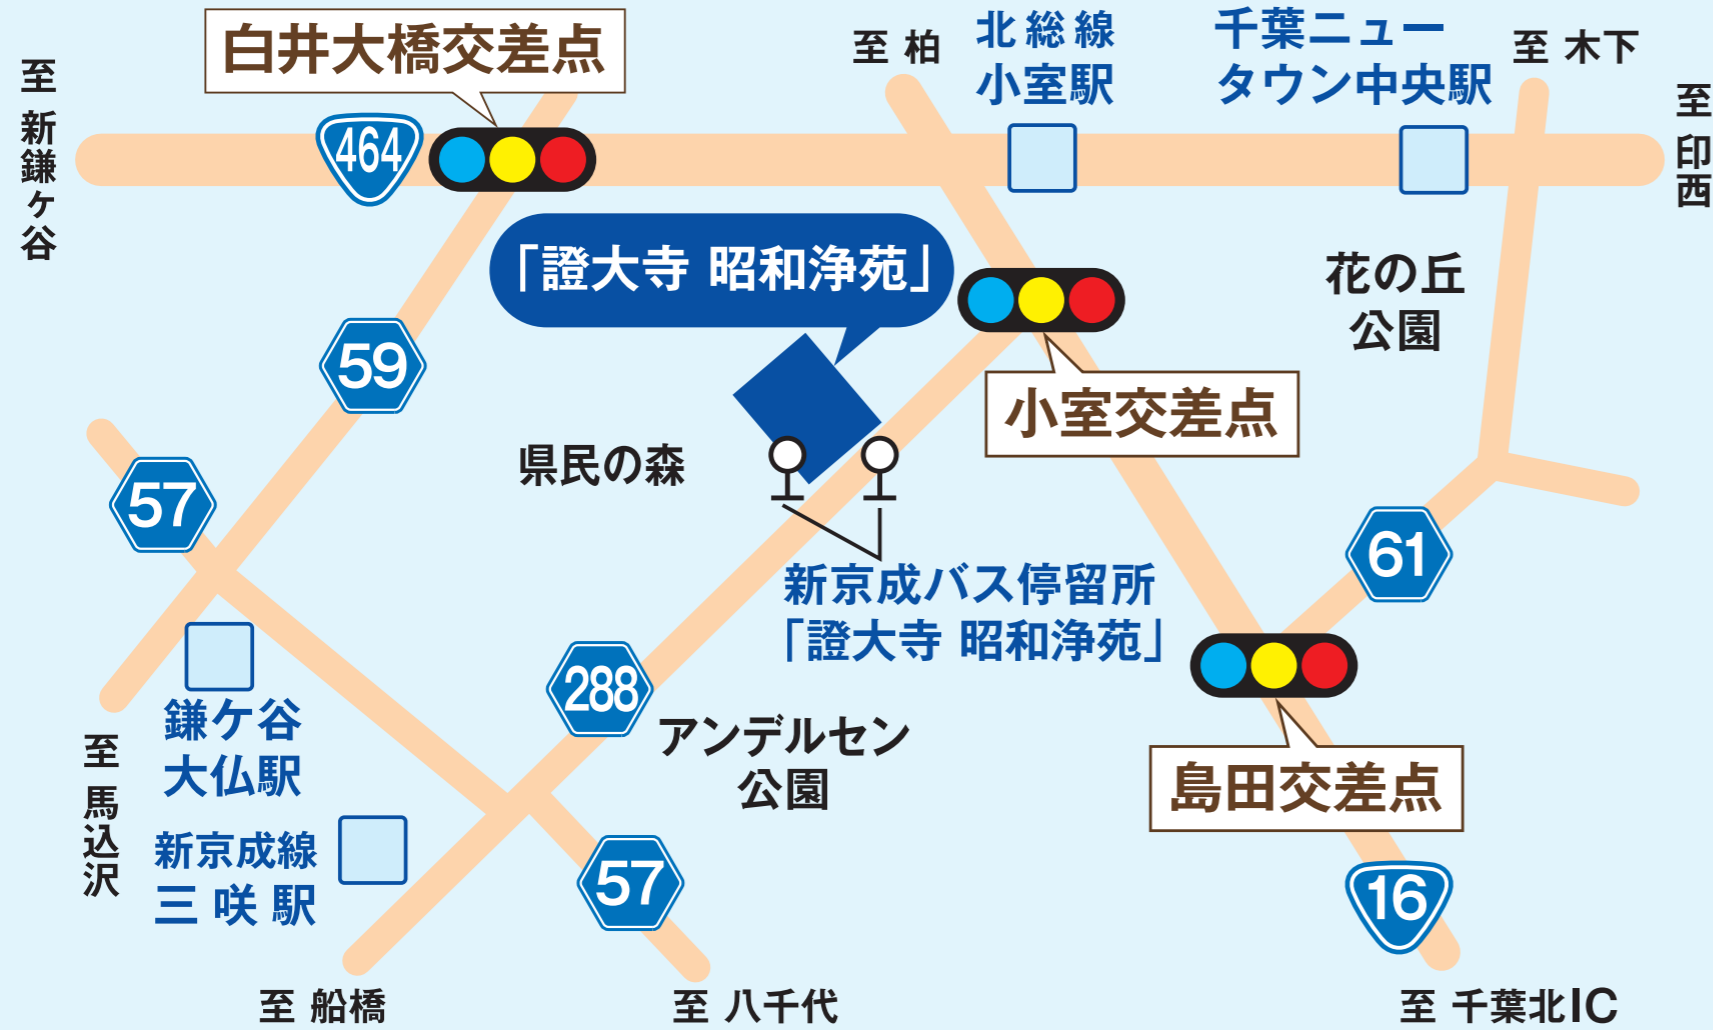 白井大橋交差点
至 柏
北総線
小室駅
千葉ニュー
タウン中央駅
至 木下
至 新鎌ヶ谷
至 印西
464
「證大寺 昭和浄苑」
花の丘
公園
59
小室交差点
県民の森
57
61
新京成バス停留所
「證大寺 昭和浄苑」
288
鎌ケ谷
大仏駅
アンデルセン
公園
至 馬込沢
島田交差点
新京成線
三咲駅
57
16
至 船橋
至 八千代
至 千葉北IC